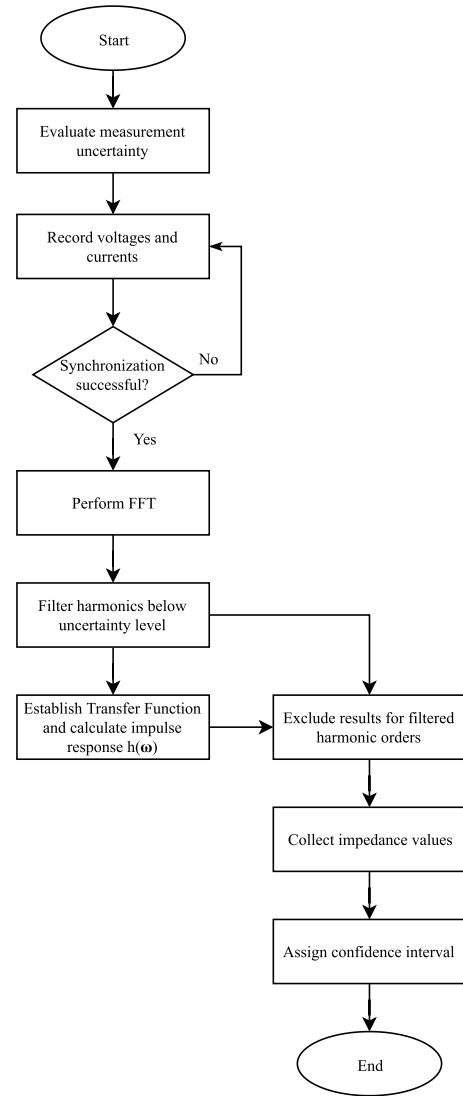 Start
Evaluate measurement
uncertainty
Record voltages and
currents
Synchronization
successful?
No
Yes
Perform FFT
Filter harmonics below
uncertainty level
Establish Transfer Function
and calculate impulse
response h(ω)
Exclude results for filtered
harmonic orders
Collect impedance values
Assign confidence interval
End